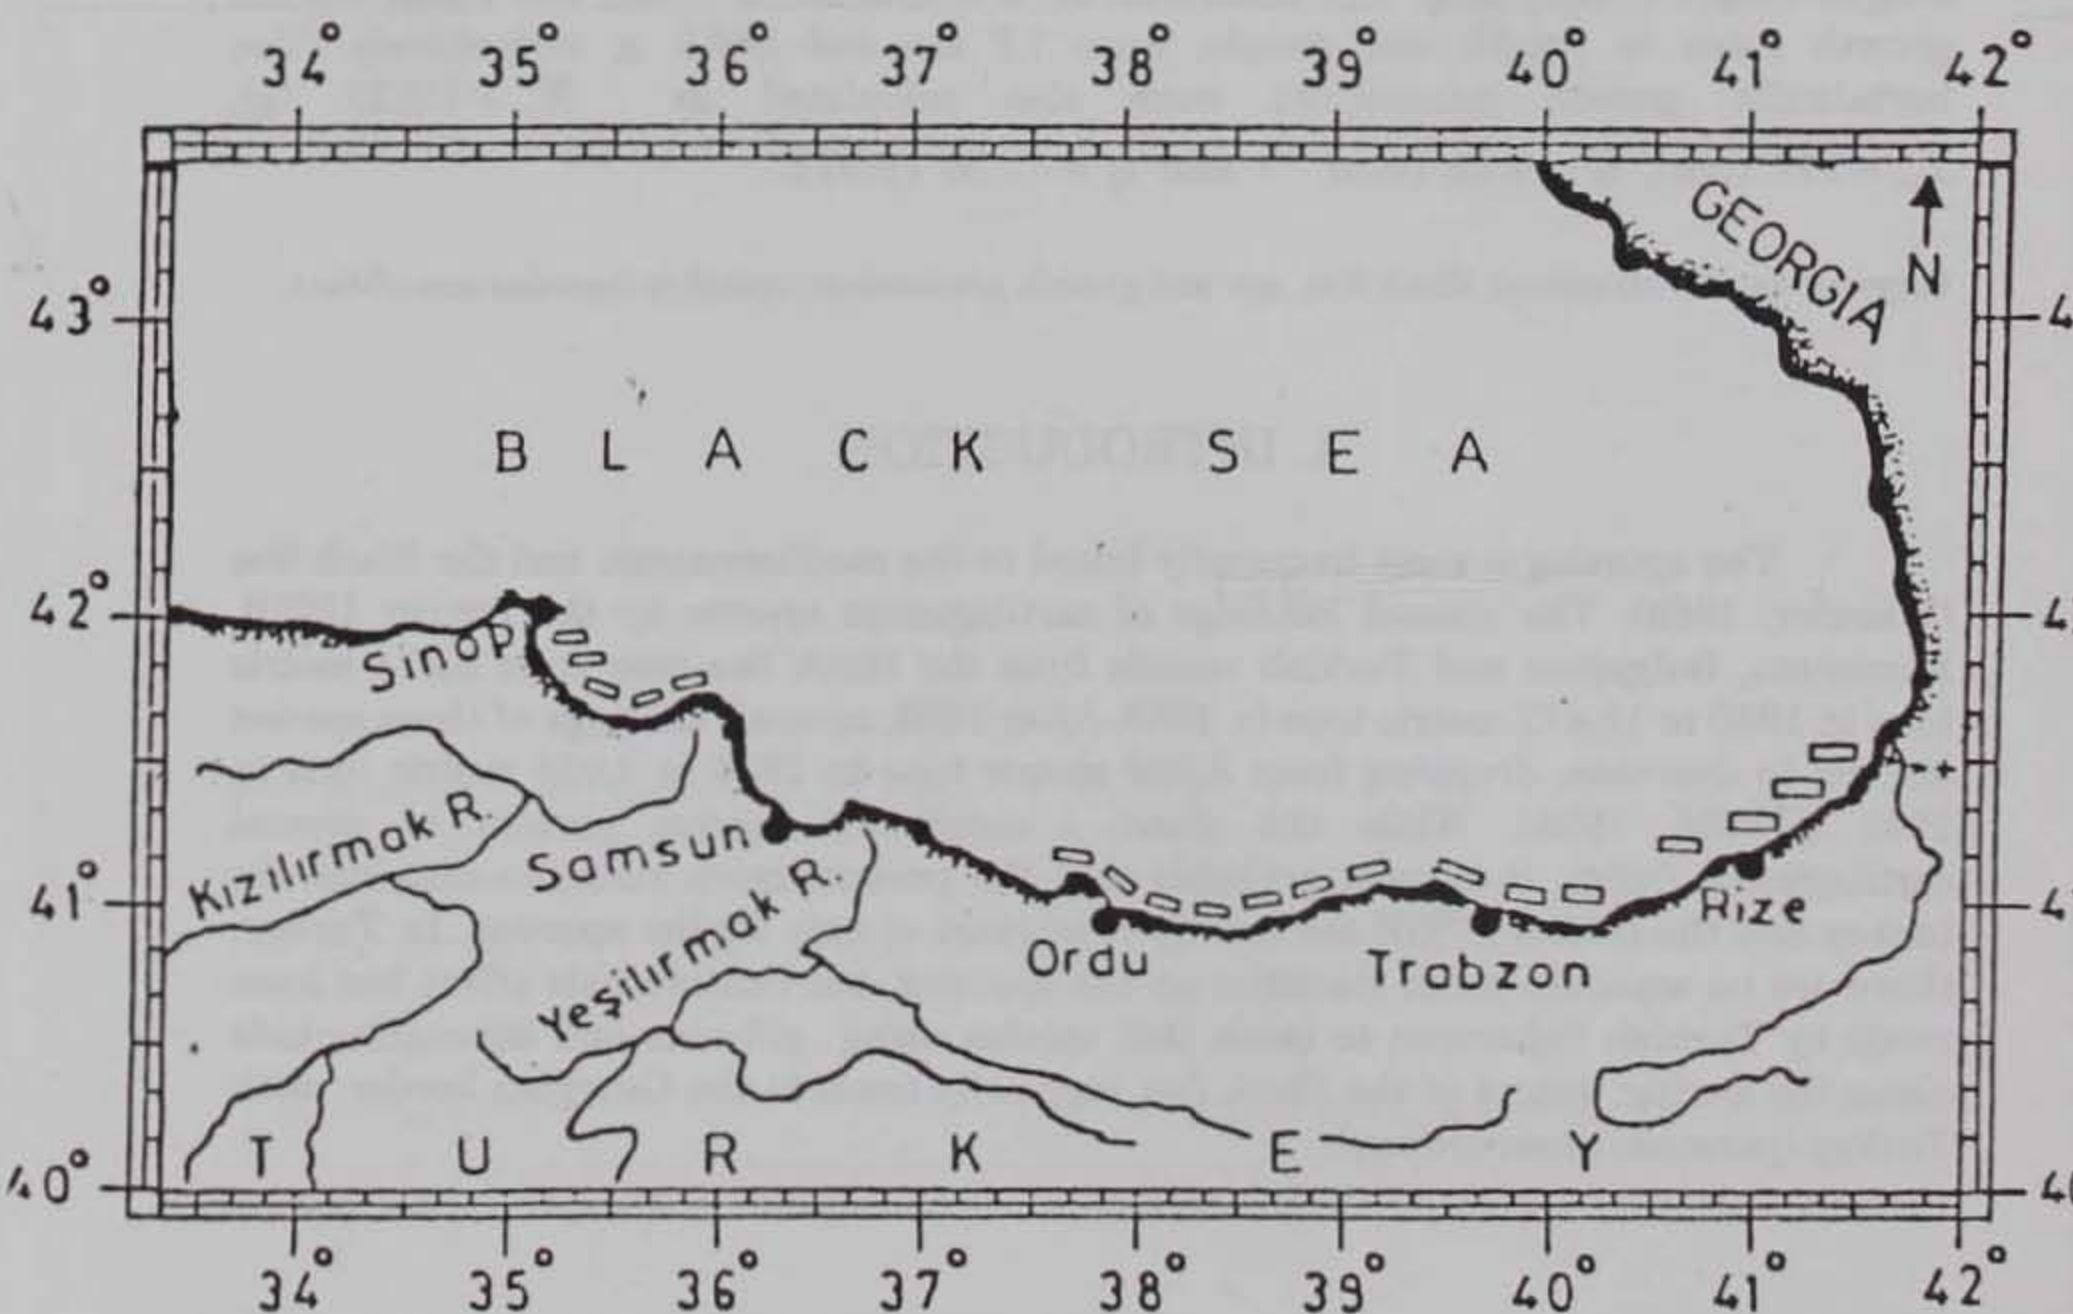 34° 35° 36° 37° 38° 39° 40° 41° 42°
GEORGIA
N
43°
BLACK SEA
42°
Sinop
Kızılırmak R.
Samsun
41°
Yeşilırmak R.
Ordu
Trabzon
Rize
TURKEY
40°
34° 35° 36° 37° 38° 39° 40° 41° 42°